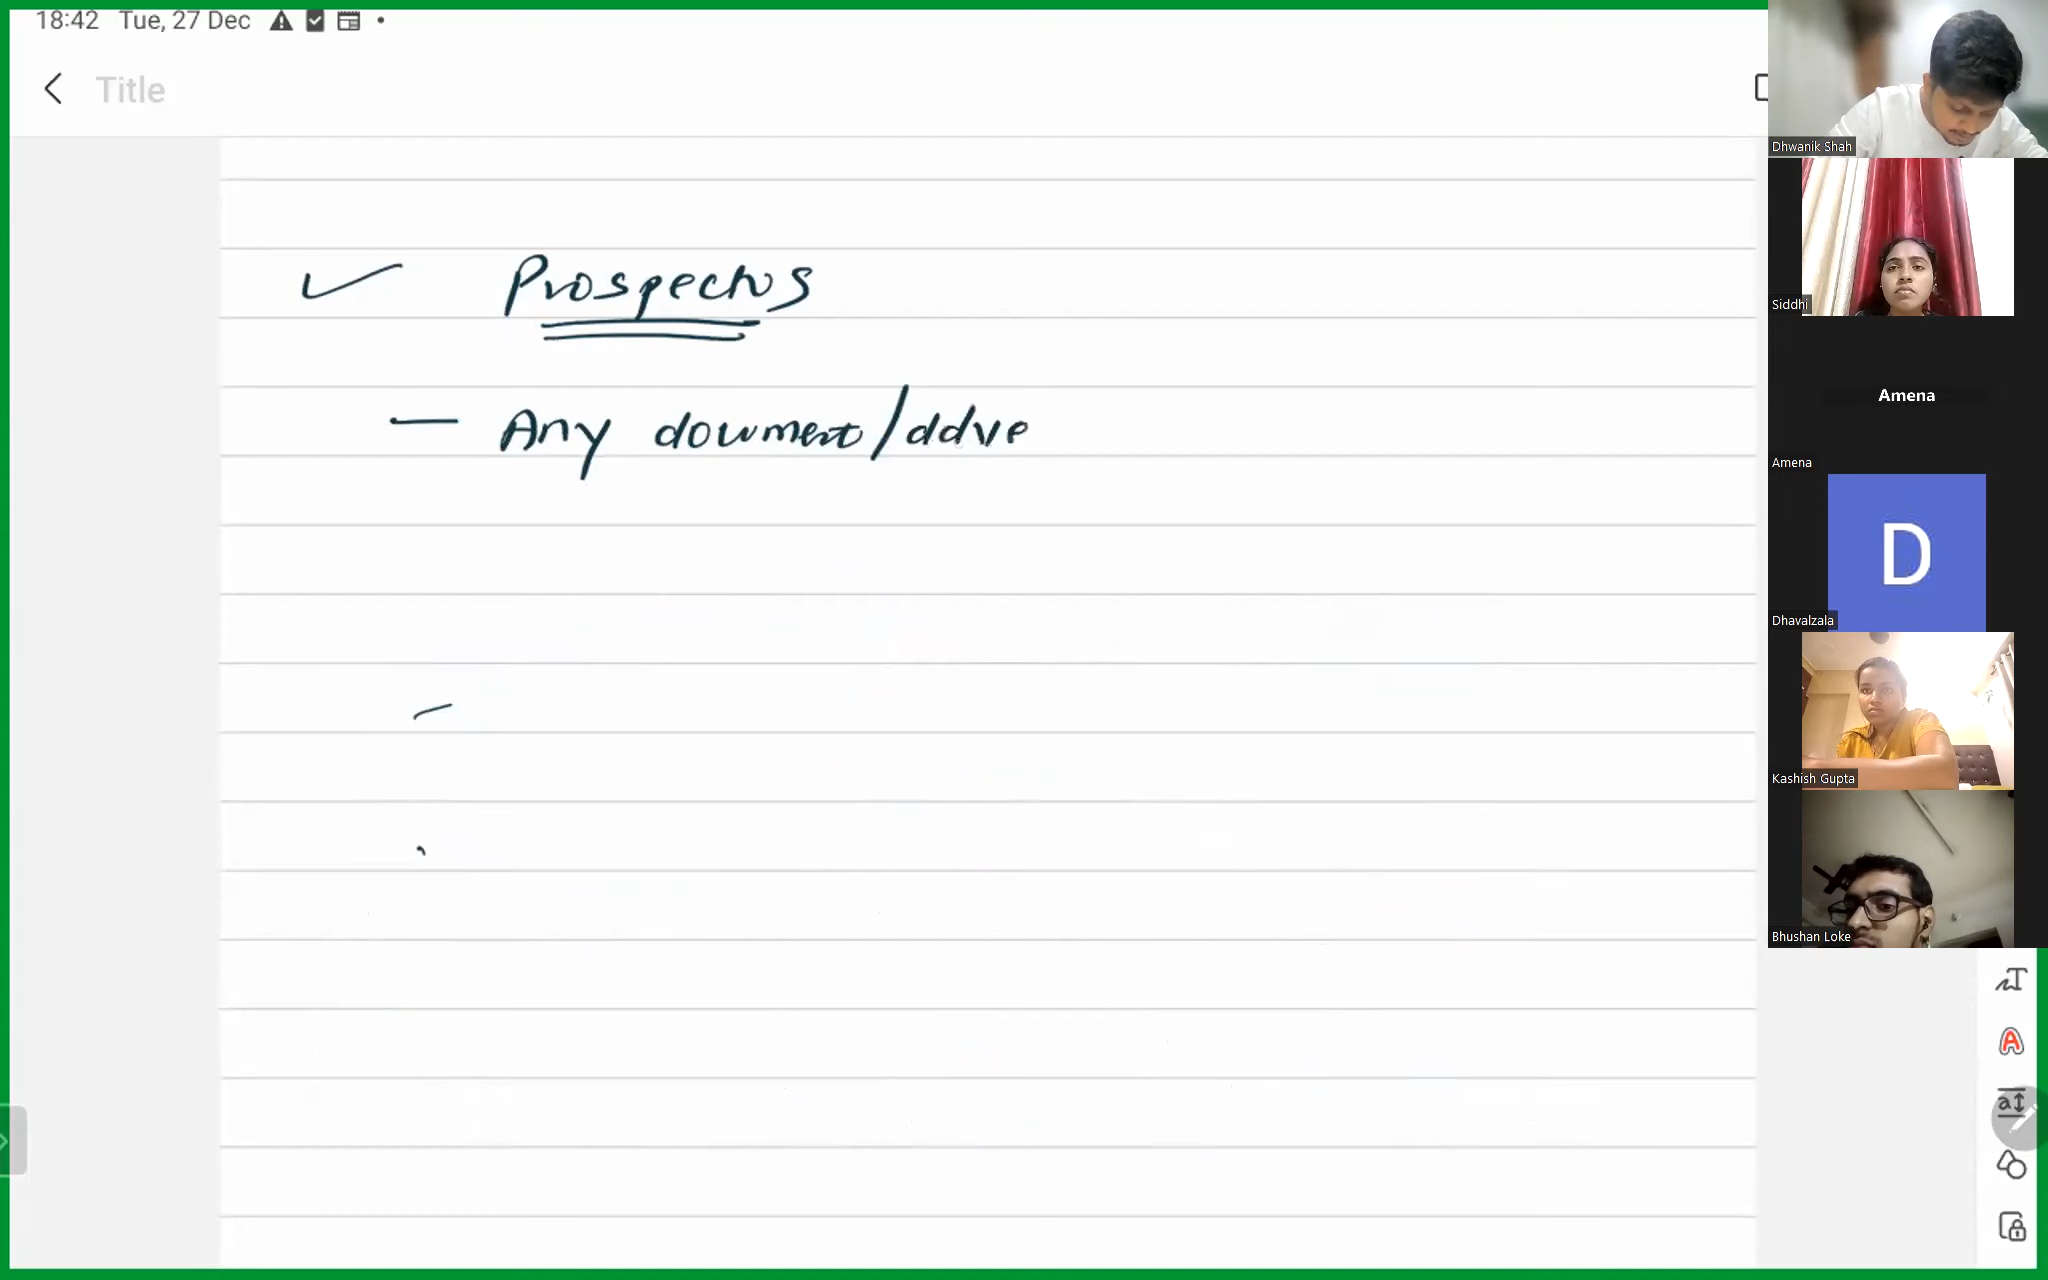 18:42 Tue, 27 Dec
Title
Prospectus
- Any document/adve
Dhwanik Shah
Siddhi
Amena
Amena
D
Dhavalzala
Kashish Gupta
Bhushan Loke